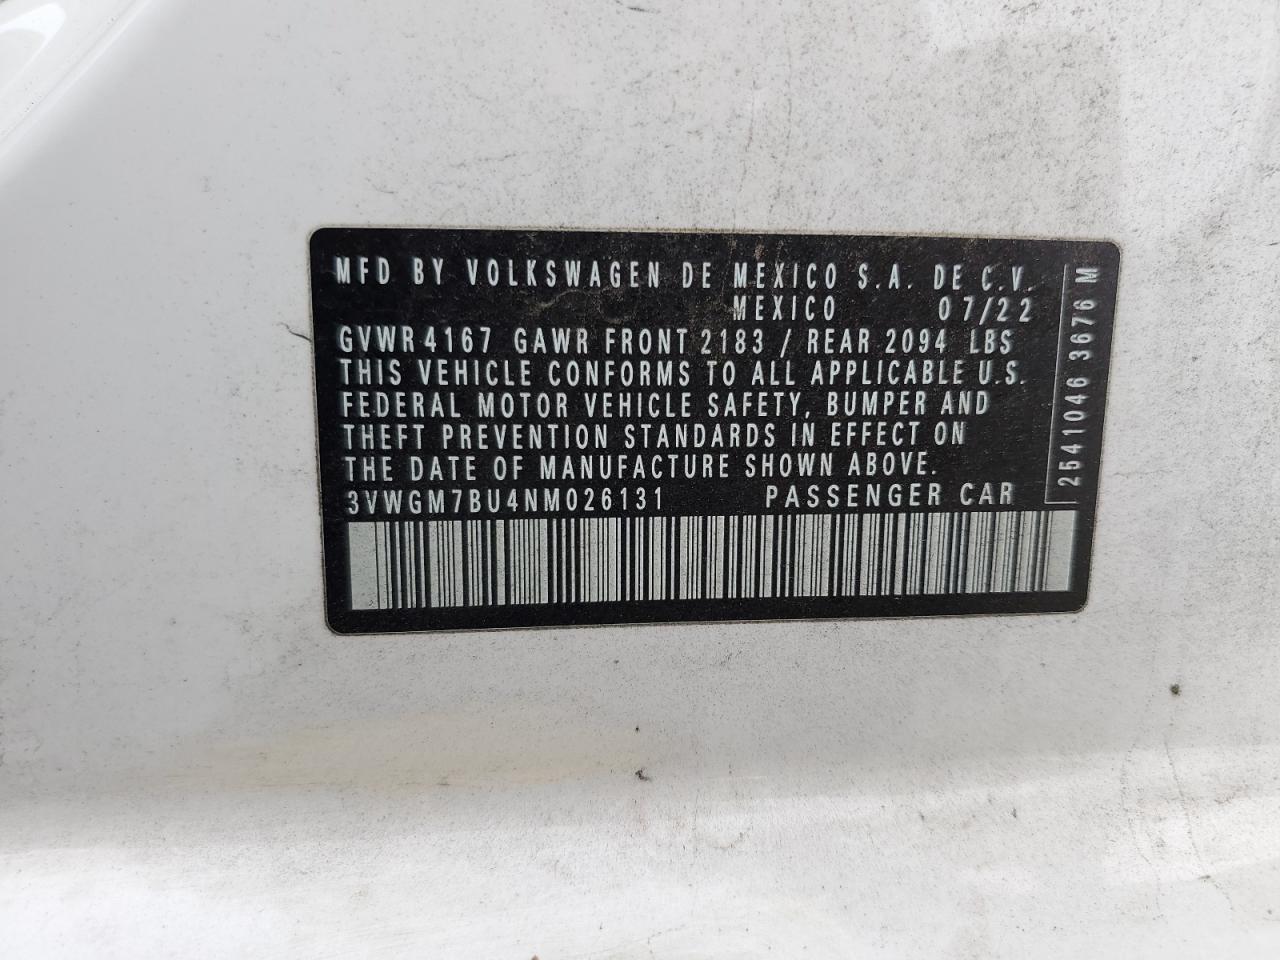 MFD BY VOLKSWAGEN DE MEXICO S.A. DE C.V.
MEXICO 07/22
GVWR 4167 GAWR FRONT 2183 / REAR 2094 LBS
THIS VEHICLE CONFORMS TO ALL APPLICABLE U.S.
FEDERAL MOTOR VEHICLE SAFETY, BUMPER AND
THEFT PREVENTION STANDARDS IN EFFECT ON
THE DATE OF MANUFACTURE SHOWN ABOVE.
3VWGM7BU4NM026131 PASSENGER CAR
2541046 3676 M